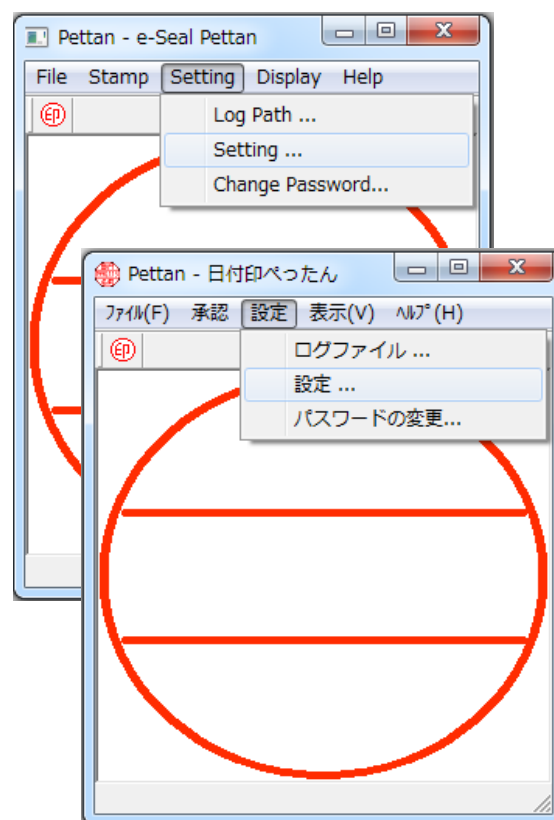 Pettan - e-Seal Pettan
File Stamp Setting Display Help
印
Log Path ...
Setting ...
Change Password...
Pettan - 日付印ぺったん
ﾌｧｲﾙ(F) 承認 設定 表示(V) ﾍﾙﾌﾟ(H)
印
ログファイル ...
設定 ...
パスワードの変更...